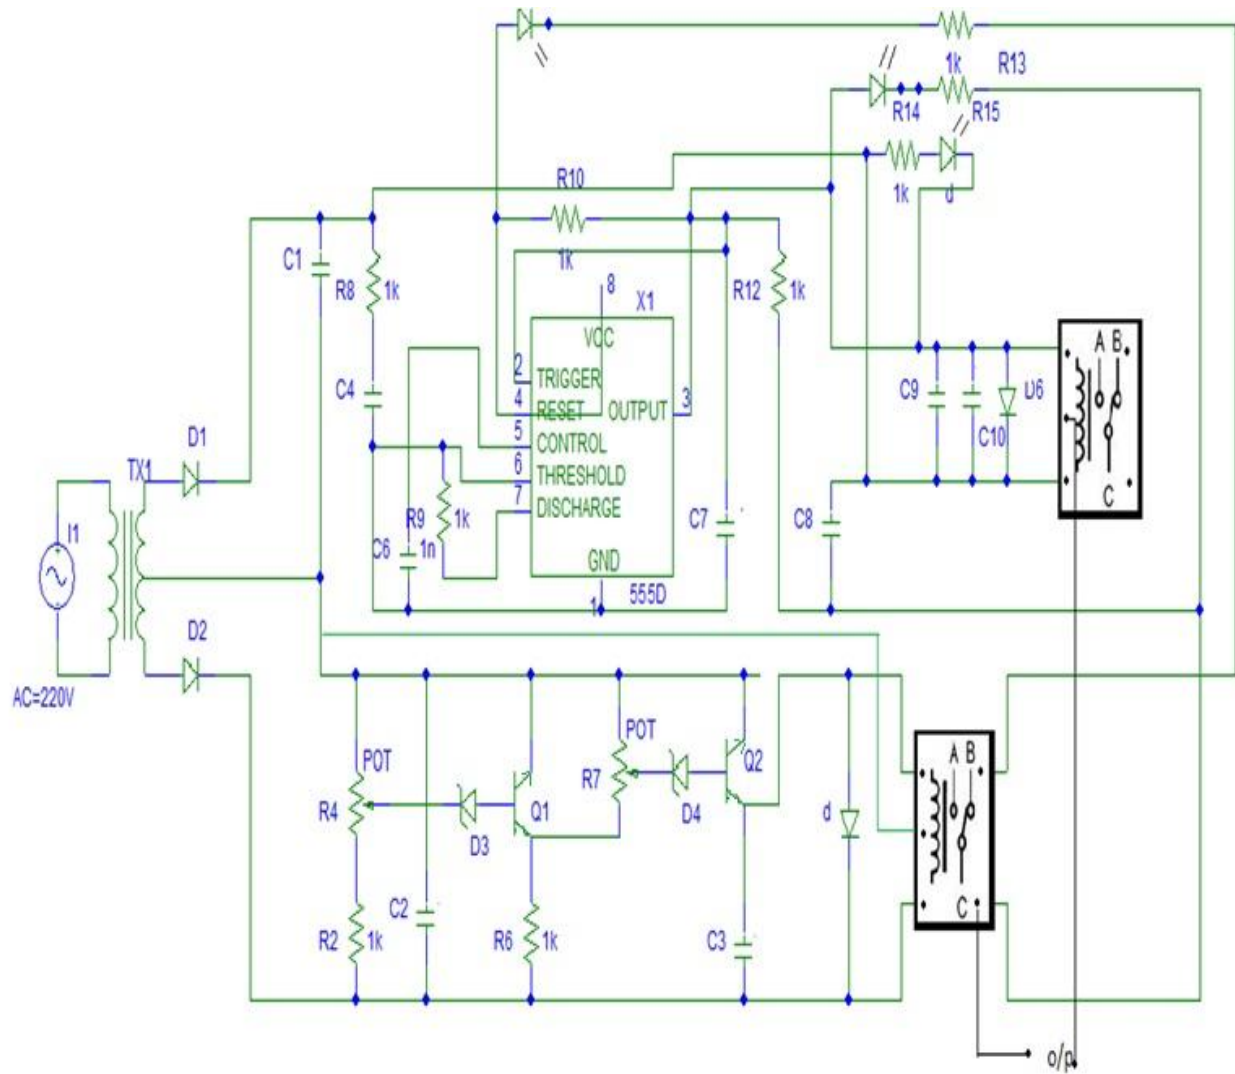 1k
R13
R14
R15
1k
d
R10
1k
C1
R8
1k
8
X1
R12
1k
VCC
2
TRIGGER
4
RESET
OUTPUT
3
5
CONTROL
6
THRESHOLD
7
DISCHARGE
GND
1
555D
C4
R9
1k
C6
1n
C7
C8
C9
C10
D6
A B
C
D1
TX1
I1
D2
AC=220V
POT
R4
D3
Q1
POT
R7
D4
Q2
d
A B
C
R2
1k
C2
R6
1k
C3
o/p